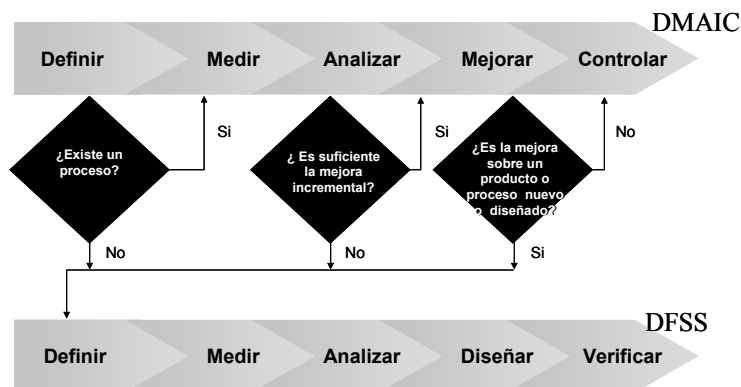 DMAIC
Definir
Medir
Analizar
Mejorar
Controlar
¿Existe un
proceso?
Si
¿ Es suficiente
la mejora
incremental?
Si
¿Es la mejora
sobre un
producto o
proceso nuevo
o diseñado?
No
No
No
Si
DFSS
Definir
Medir
Analizar
Diseñar
Verificar